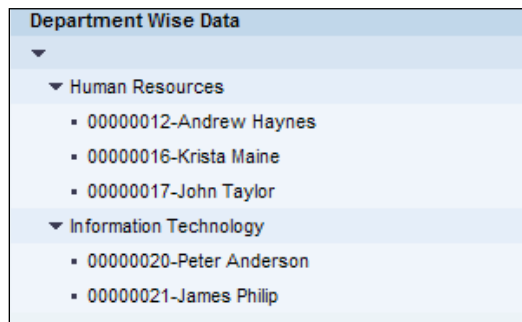 Department Wise Data
Human Resources
00000012-Andrew Haynes
00000016-Krista Maine
00000017-John Taylor
Information Technology
00000020-Peter Anderson
00000021-James Philip